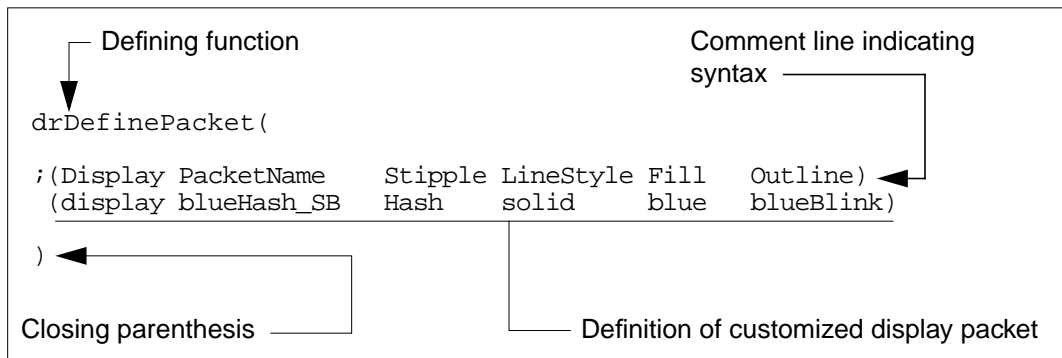 Defining function
Comment line indicating
syntax
drDefinePacket(
;(Display PacketName Stipple LineStyle Fill Outline)
(display blueHash_SB Hash solid blue blueBlink)
)
Closing parenthesis
Definition of customized display packet